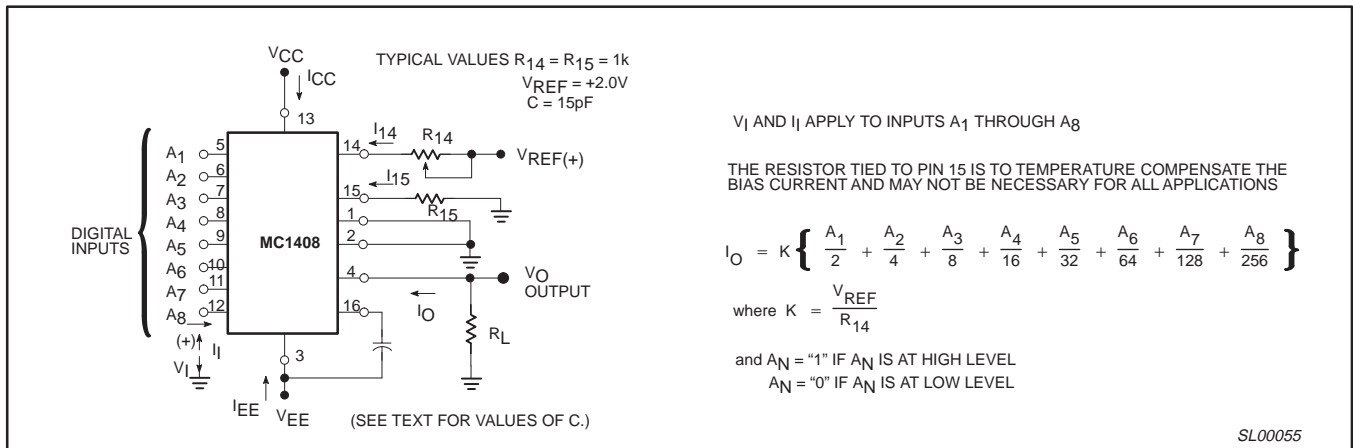 VCC
ICC
13
TYPICAL VALUES R14 = R15 = 1k
VREF = +2.0V
C = 15pF
DIGITAL
INPUTS
A1 5
A2 6
A3 7
A4 8
A5 9
A6 10
A7 11
A8 12
MC1408
14
I14
R14
VREF(+)
15
I15
R15
1
2
4
VO
OUTPUT
16
IO
RL
(+)
II
VI
3
IEE
VEE
(SEE TEXT FOR VALUES OF C.)
VI AND II APPLY TO INPUTS A1 THROUGH A8
THE RESISTOR TIED TO PIN 15 IS TO TEMPERATURE COMPENSATE THE
BIAS CURRENT AND MAY NOT BE NECESSARY FOR ALL APPLICATIONS
IO = K { A1/2 + A2/4 + A3/8 + A4/16 + A5/32 + A6/64 + A7/128 + A8/256 }
where K = VREF/R14
and AN = “1” IF AN IS AT HIGH LEVEL
AN = “0” IF AN IS AT LOW LEVEL
SL00055